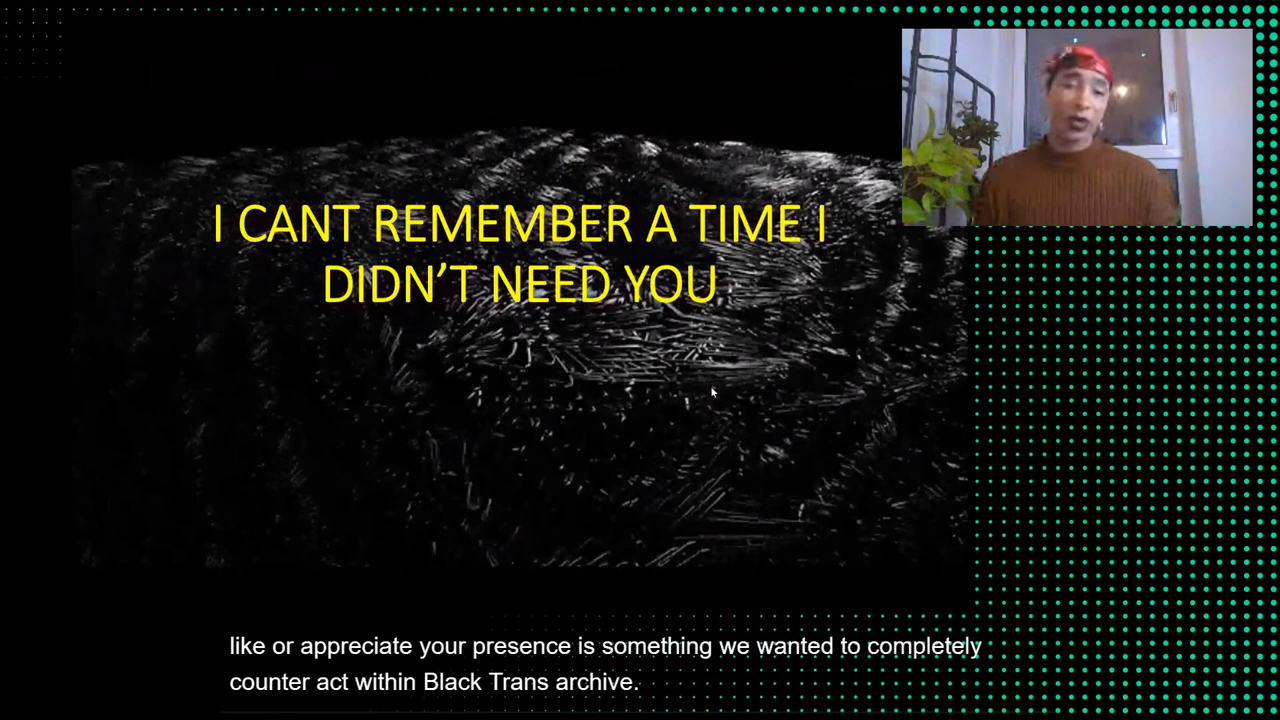 I CANT REMEMBER A TIME I
DIDN’T NEED YOU
like or appreciate your presence is something we wanted to completely
counter act within Black Trans archive.